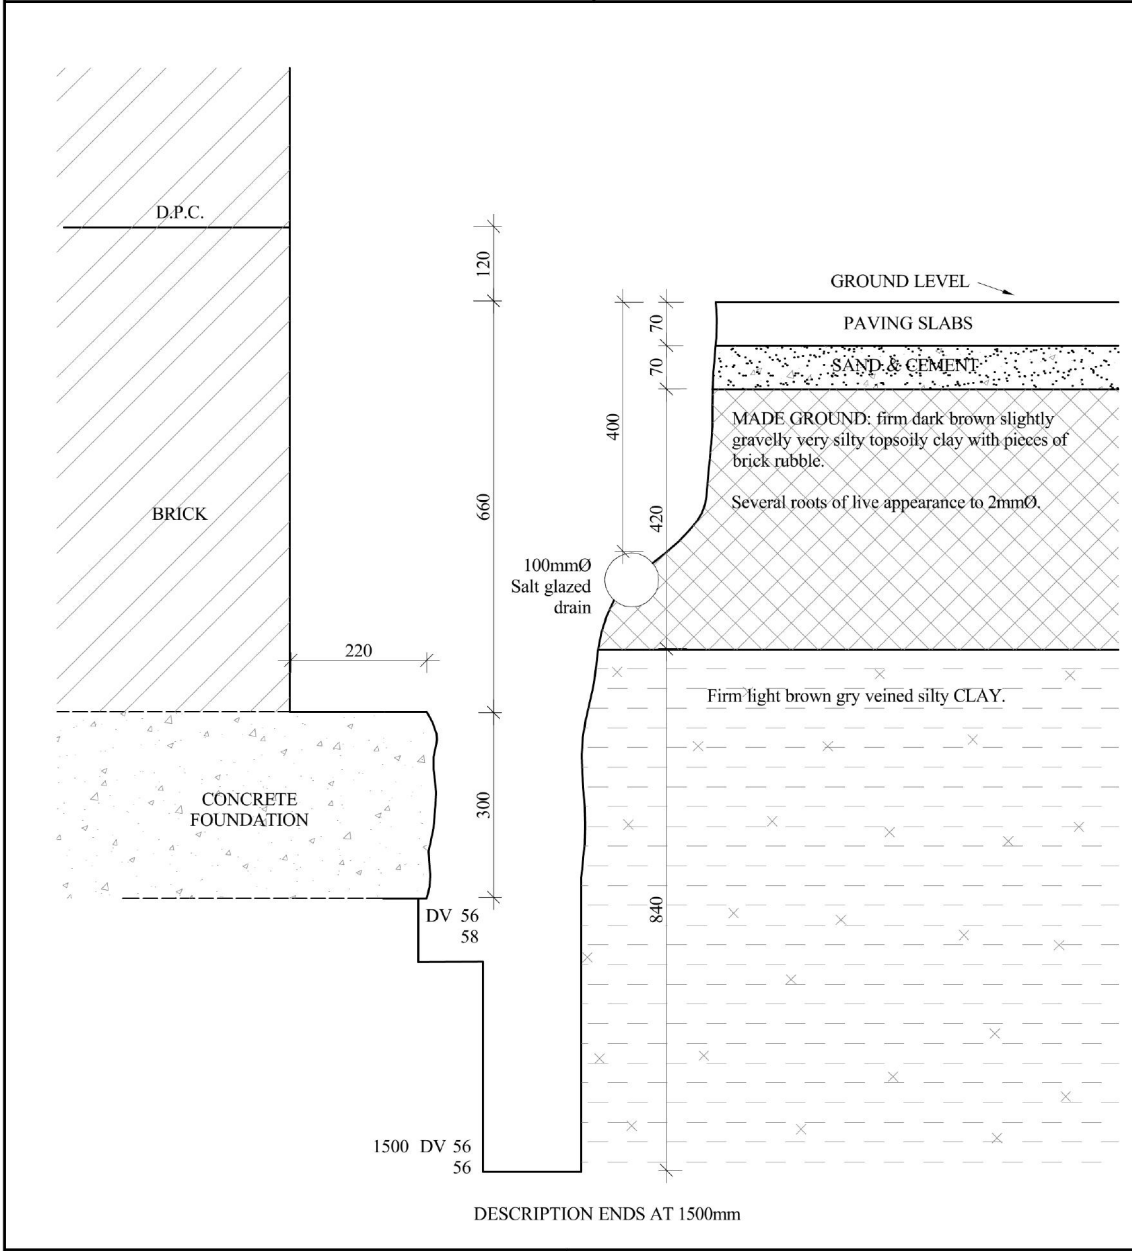 D.P.C.
120
GROUND LEVEL
PAVING SLABS
70
SAND & CEMENT
70
400
MADE GROUND: firm dark brown slightly
gravelly very silty topsoily clay with pieces of
brick rubble.
Several roots of live appearance to 2mmØ.
BRICK
660
420
100mmØ
Salt glazed
drain
220
Firm light brown gry veined silty CLAY.
CONCRETE
FOUNDATION
300
840
DV 56
58
1500 DV 56
56
DESCRIPTION ENDS AT 1500mm